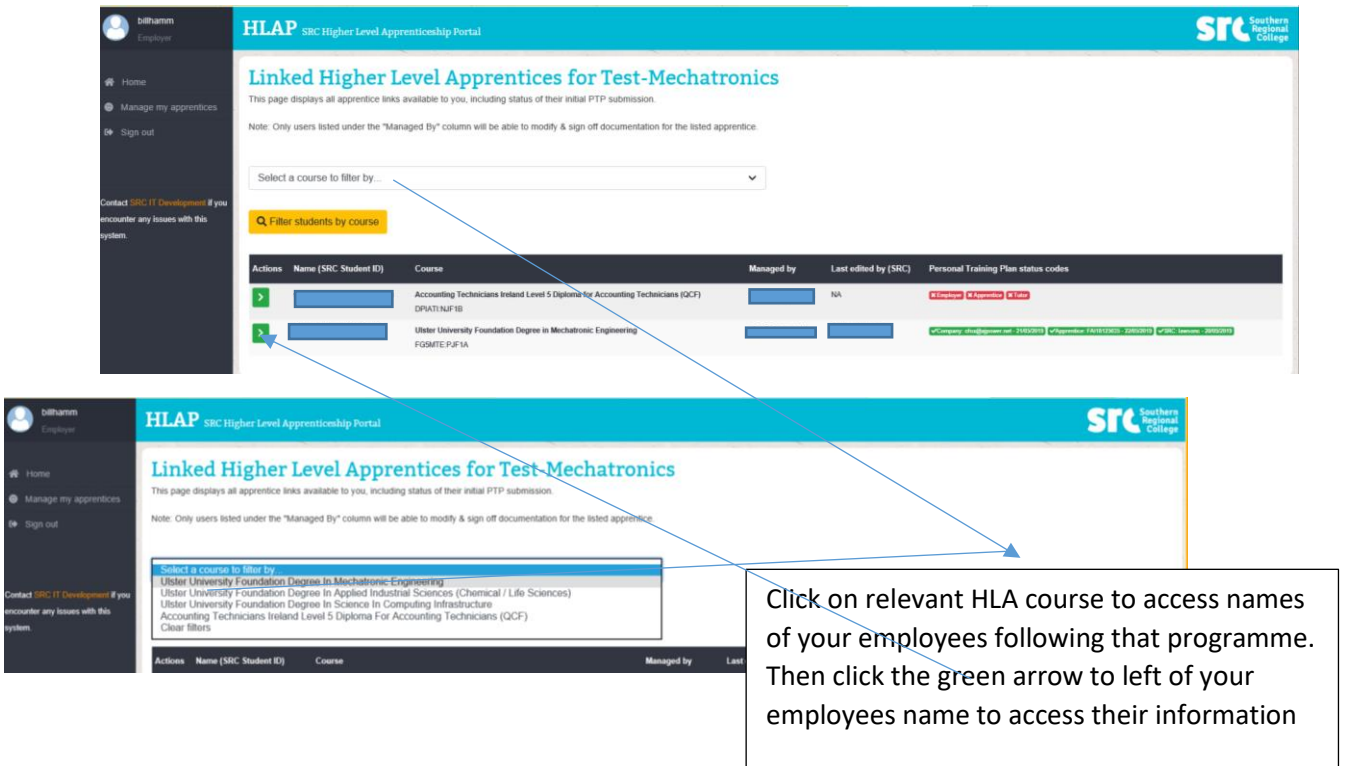 billhamm
Employer
HLAP SRC Higher Level Apprenticeship Portal
src Southern
Regional
College
Home
Manage my apprentices
Sign out
Contact SRC IT Development if you
encounter any issues with this
system.
Linked Higher Level Apprentices for Test-Mechatronics
This page displays all apprentice links available to you, including status of their initial PTP submission.
Note: Only users listed under the "Managed By" column will be able to modify & sign off documentation for the listed apprentice.
Select a course to filter by...
Filter students by course
Actions Name (SRC Student ID) Course Managed by Last edited by (SRC) Personal Training Plan status codes
Accounting Technicians Ireland Level 5 Diploma for Accounting Technicians (QCF) NA Employer Apprentice Tutor
DPIATI:NJF1B
Ulster University Foundation Degree in Mechatronic Engineering
FG5MTE:PJF1A
billhamm
Employer
HLAP SRC Higher Level Apprenticeship Portal
src Southern
Regional
College
Home
Manage my apprentices
Sign out
Contact SRC IT Development if you
encounter any issues with this
system.
Linked Higher Level Apprentices for Test-Mechatronics
This page displays all apprentice links available to you, including status of their initial PTP submission.
Note: Only users listed under the "Managed By" column will be able to modify & sign off documentation for the listed apprentice.
Select a course to filter by...
Ulster University Foundation Degree In Mechatronic Engineering
Ulster University Foundation Degree In Applied Industrial Sciences (Chemical / Life Sciences)
Ulster University Foundation Degree In Science In Computing Infrastructure
Accounting Technicians Ireland Level 5 Diploma For Accounting Technicians (QCF)
Clear filters
Actions Name (SRC Student ID) Course Managed by Last
Click on relevant HLA course to access names
of your employees following that programme.
Then click the green arrow to left of your
employees name to access their information